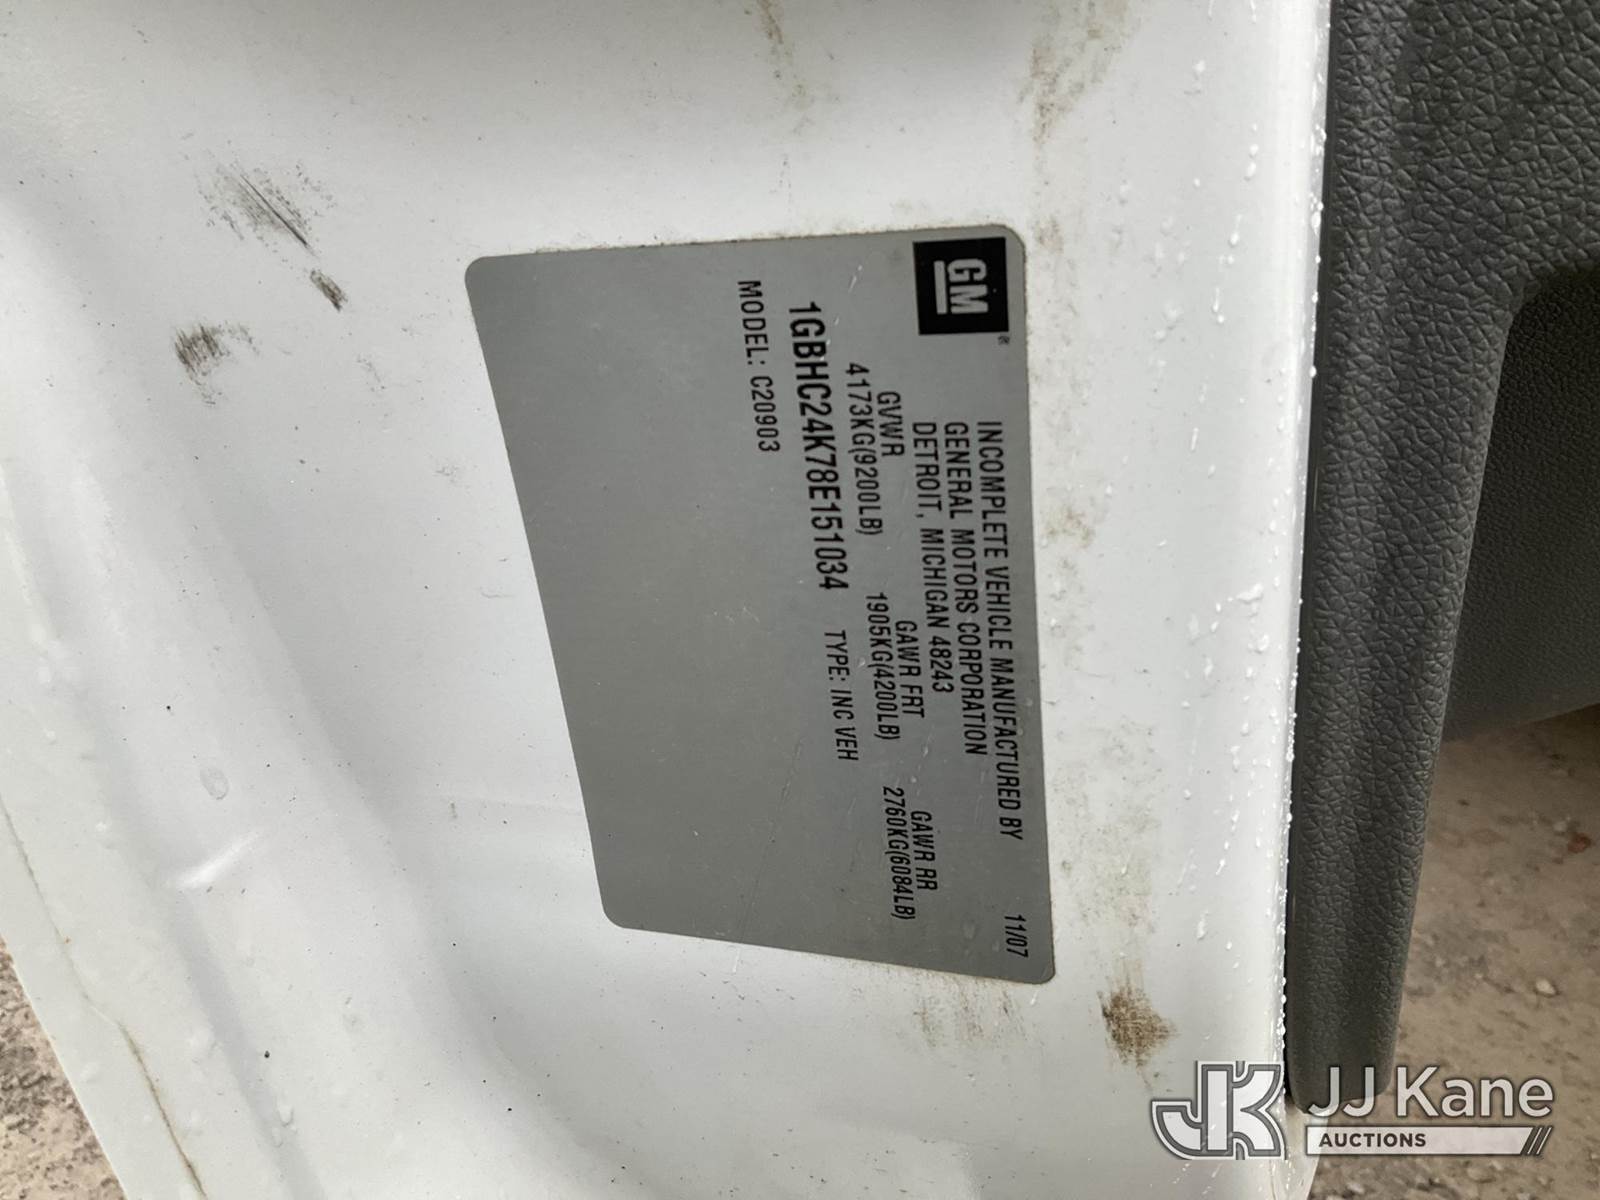 GM
INCOMPLETE VEHICLE MANUFACTURED BY 11/07
GENERAL MOTORS CORPORATION
DETROIT, MICHIGAN 48243
GVWR GAWR FRT GAWR RR
4173KG(9200LB) 1905KG(4200LB) 2760KG(6084LB)
1GBHC24K78E151034 TYPE: INC VEH
MODEL: C20903
JK JJ Kane
AUCTIONS